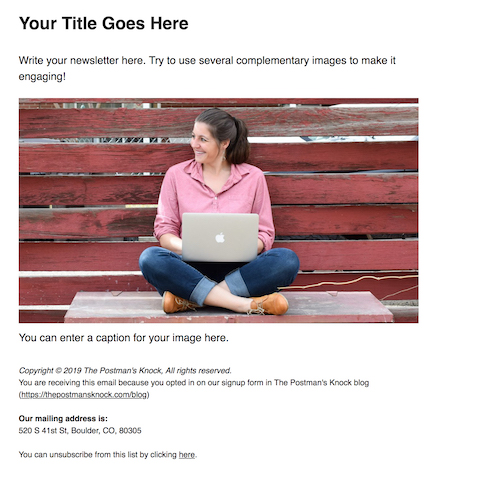 Your Title Goes Here
Write your newsletter here. Try to use several complementary images to make it
engaging!
You can enter a caption for your image here.
Copyright © 2019 The Postman's Knock, All rights reserved.
You are receiving this email because you opted in on our signup form in The Postman's Knock blog
(https://thepostmansknock.com/blog)
Our mailing address is:
520 S 41st St, Boulder, CO, 80305
You can unsubscribe from this list by clicking here.